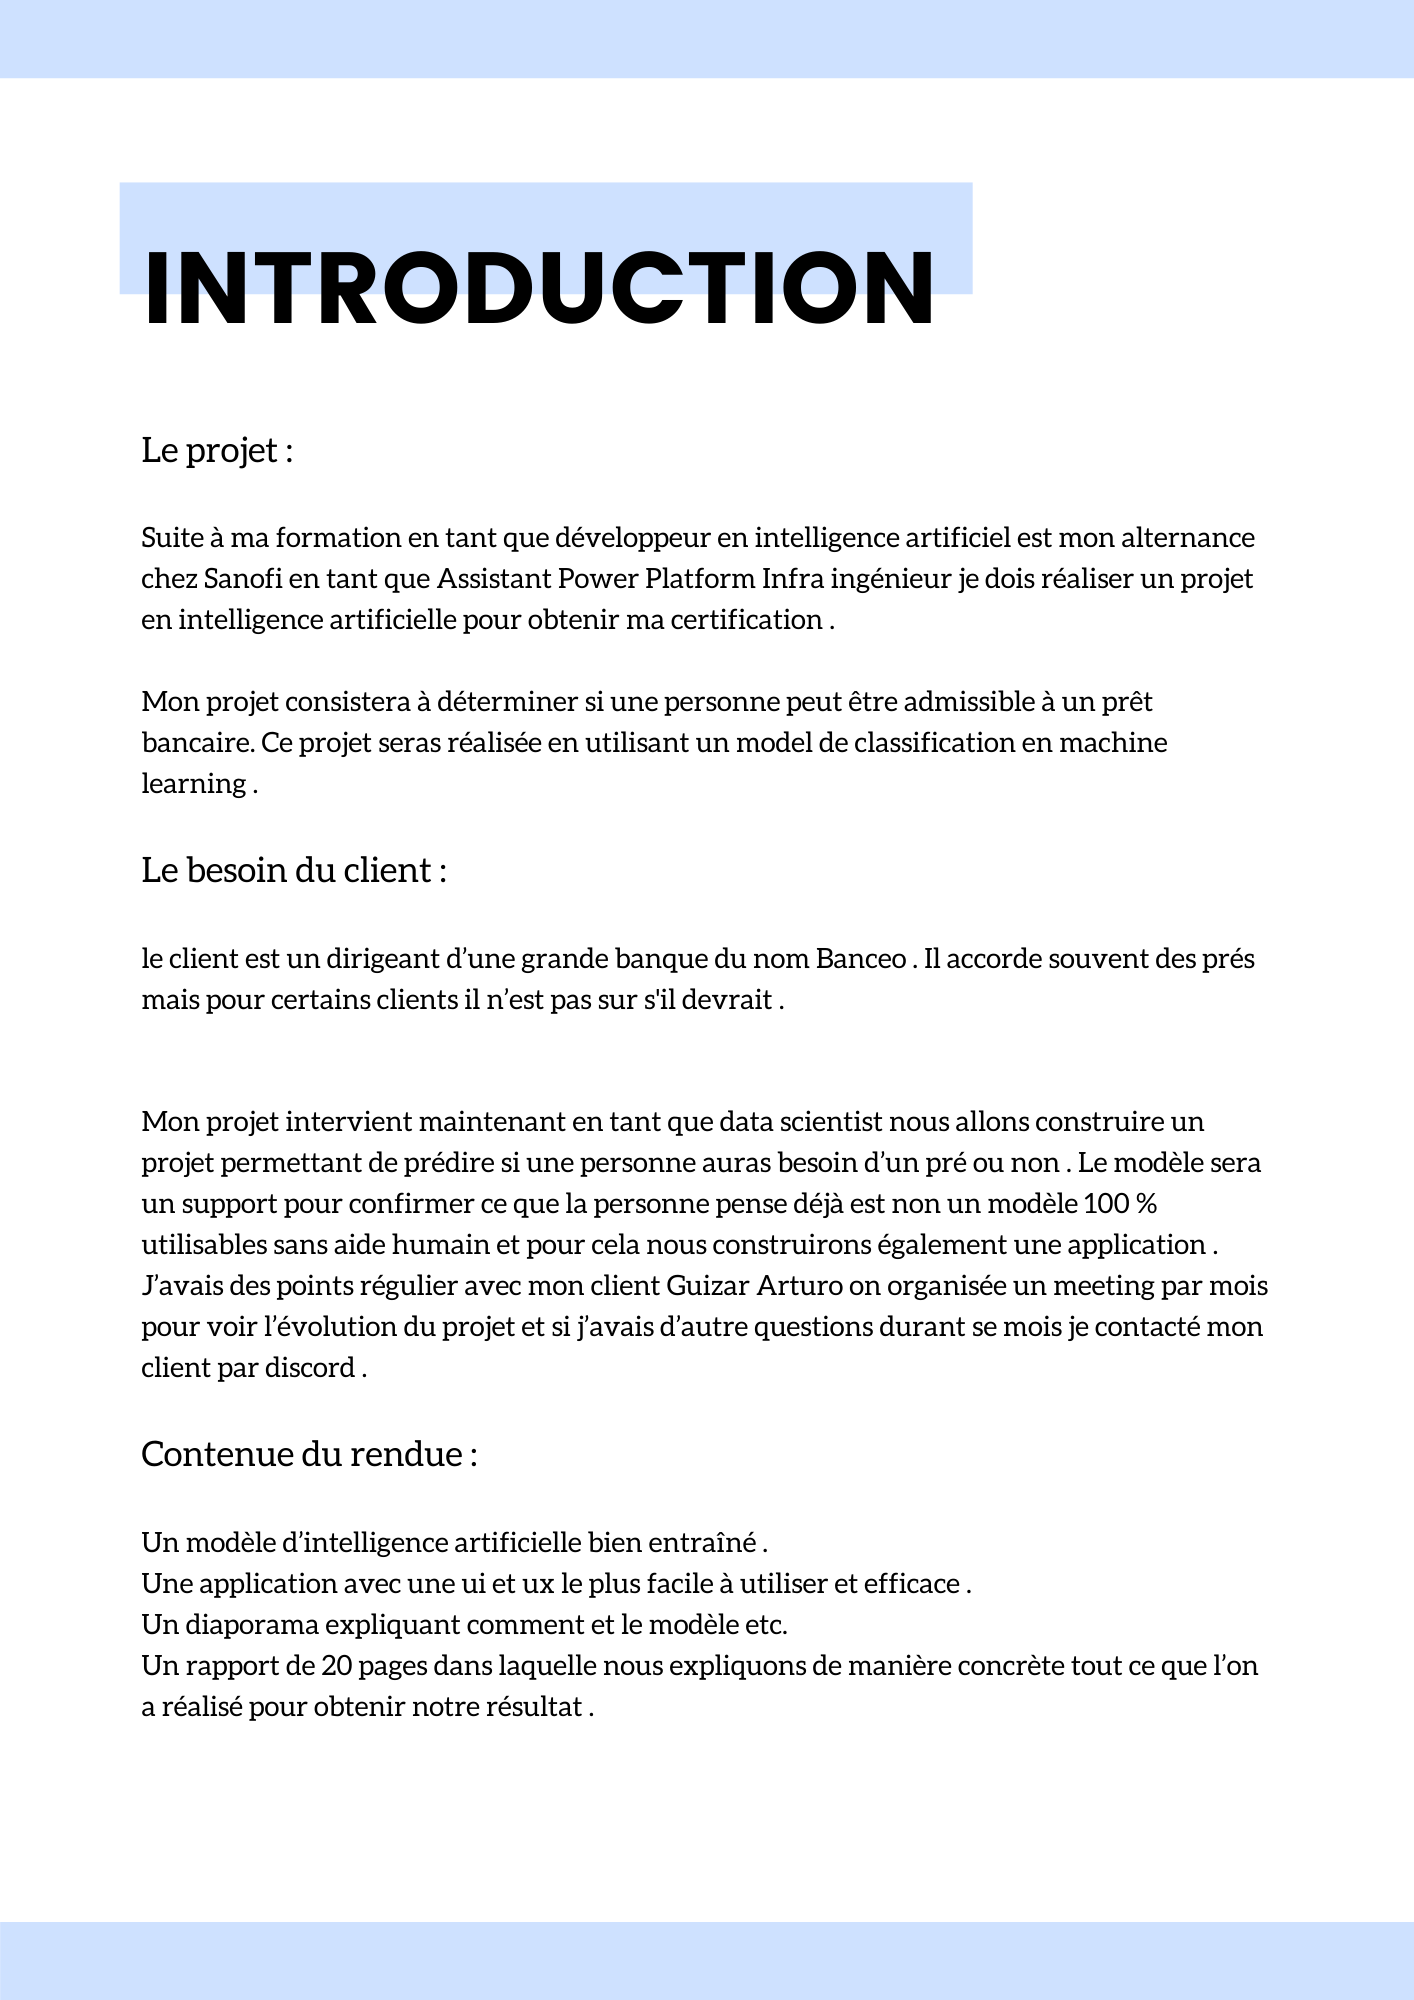 INTRODUCTION
Le projet :
Suite à ma formation en tant que développeur en intelligence artificiel est mon alternance
chez Sanofi en tant que Assistant Power Platform Infra ingénieur je dois réaliser un projet
en intelligence artificielle pour obtenir ma certification .
Mon projet consistera à déterminer si une personne peut être admissible à un prêt
bancaire. Ce projet seras réalisée en utilisant un model de classification en machine
learning .
Le besoin du client :
le client est un dirigeant d’une grande banque du nom Banceo . Il accorde souvent des prés
mais pour certains clients il n’est pas sur s'il devrait .
Mon projet intervient maintenant en tant que data scientist nous allons construire un
projet permettant de prédire si une personne auras besoin d’un pré ou non . Le modèle sera
un support pour confirmer ce que la personne pense déjà est non un modèle 100 %
utilisables sans aide humain et pour cela nous construirons également une application .
J’avais des points régulier avec mon client Guizar Arturo on organisée un meeting par mois
pour voir l’évolution du projet et si j’avais d’autre questions durant se mois je contacté mon
client par discord .
Contenue du rendue :
Un modèle d’intelligence artificielle bien entraîné .
Une application avec une ui et ux le plus facile à utiliser et efficace .
Un diaporama expliquant comment et le modèle etc.
Un rapport de 20 pages dans laquelle nous expliquons de manière concrète tout ce que l’on
a réalisé pour obtenir notre résultat .